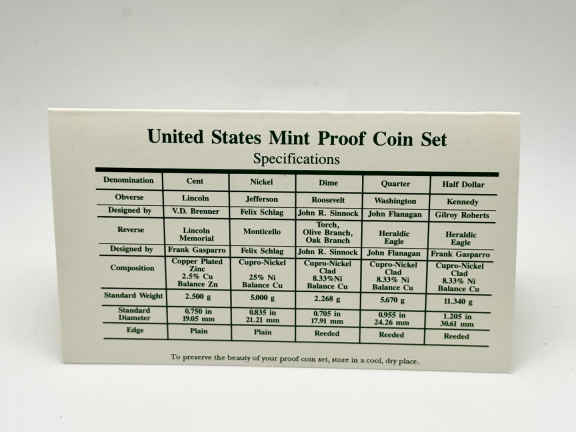 United States Mint Proof Coin Set
Specifications
Denomination Cent Nickel Dime Quarter Half Dollar
Obverse Lincoln Jefferson Roosevelt Washington Kennedy
Designed by V.D. Brenner Felix Schlag John R. Sinnock John Flanagan Gilroy Roberts
Reverse Lincoln Memorial Monticello Torch, Olive Branch, Oak Branch Heraldic Eagle Heraldic Eagle
Designed by Frank Gasparro Felix Schlag John R. Sinnock John Flanagan Frank Gasparro
Composition Copper Plated Zinc 2.5% Cu Balance Zn Cupro-Nickel 25% Ni Balance Cu Cupro-Nickel Clad 8.33%Ni Balance Cu Cupro-Nickel Clad 8.33% Ni Balance Cu Cupro-Nickel Clad 8.33% Ni Balance Cu
Standard Weight 2.500 g 5.000 g 2.268 g 5.670 g 11.340 g
Standard Diameter 0.750 in 19.05 mm 0.835 in 21.21 mm 0.705 in 17.91 mm 0.955 in 24.26 mm 1.205 in 30.61 mm
Edge Plain Plain Reeded Reeded Reeded
To preserve the beauty of your proof coin set, store in a cool, dry place.